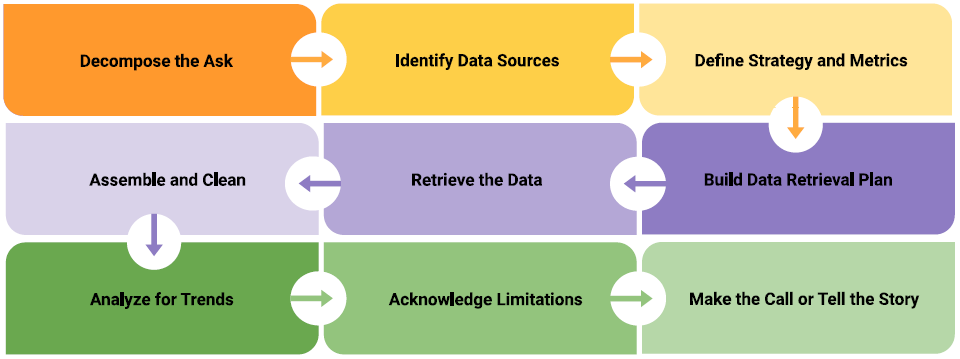 Decompose the Ask
Identify Data Sources
Define Strategy and Metrics
Assemble and Clean
Retrieve the Data
Build Data Retrieval Plan
Analyze for Trends
Acknowledge Limitations
Make the Call or Tell the Story